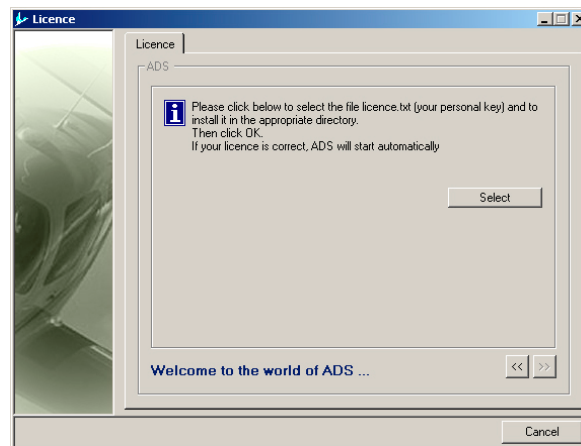 Licence
Licence
ADS
Please click below to select the file licence.txt (your personal key) and to
install it in the appropriate directory.
Then click OK.
If your licence is correct, ADS will start automatically
Select
Welcome to the world of ADS ...
<< >>
Cancel